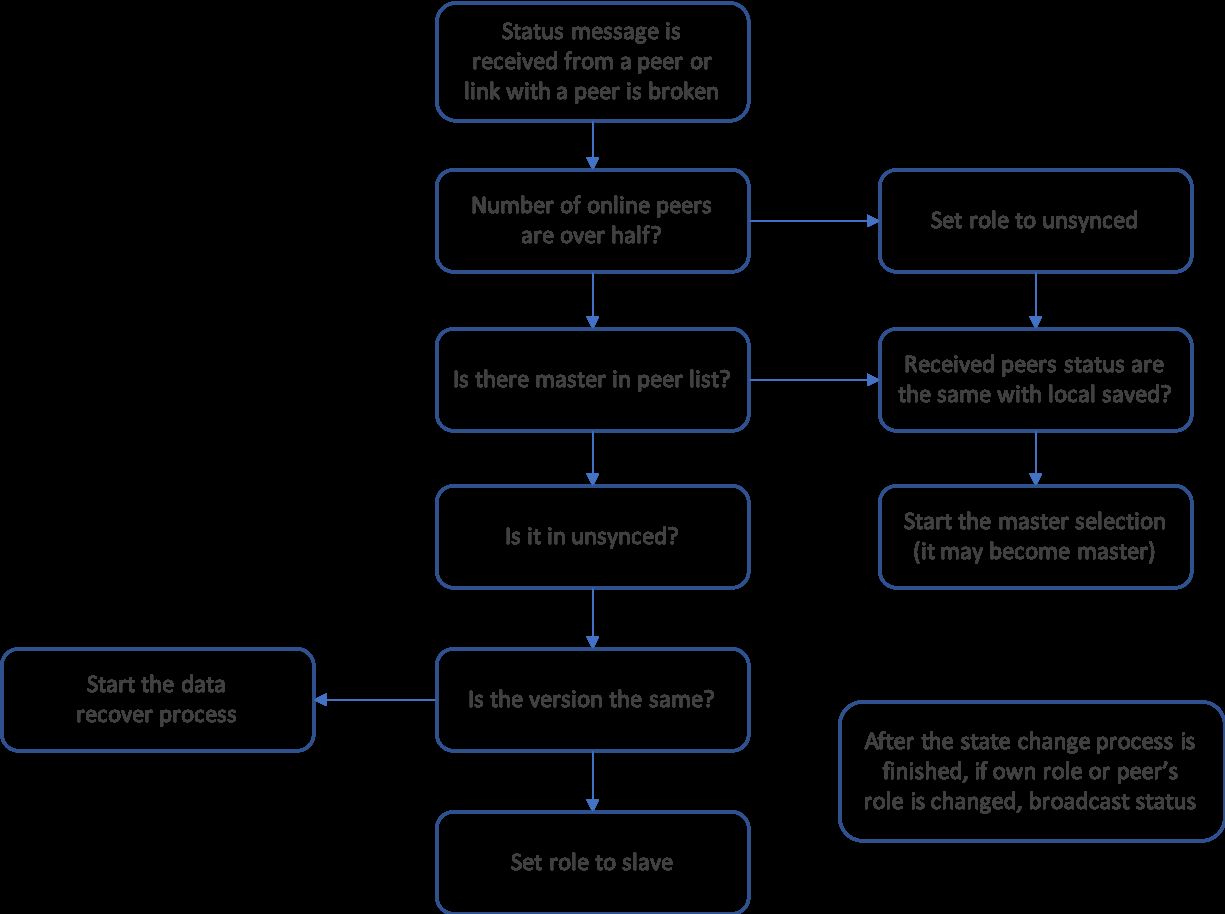 Status message is
received from a peer or
link with a peer is broken
Number of online peers
are over half?
Set role to unsynced
Is there master in peer list?
Received peers status are
the same with local saved?
Is it in unsynced?
Start the master selection
(it may become master)
Start the data
recover process
Is the version the same?
After the state change process is
finished, if own role or peer’s
role is changed, broadcast status
Set role to slave